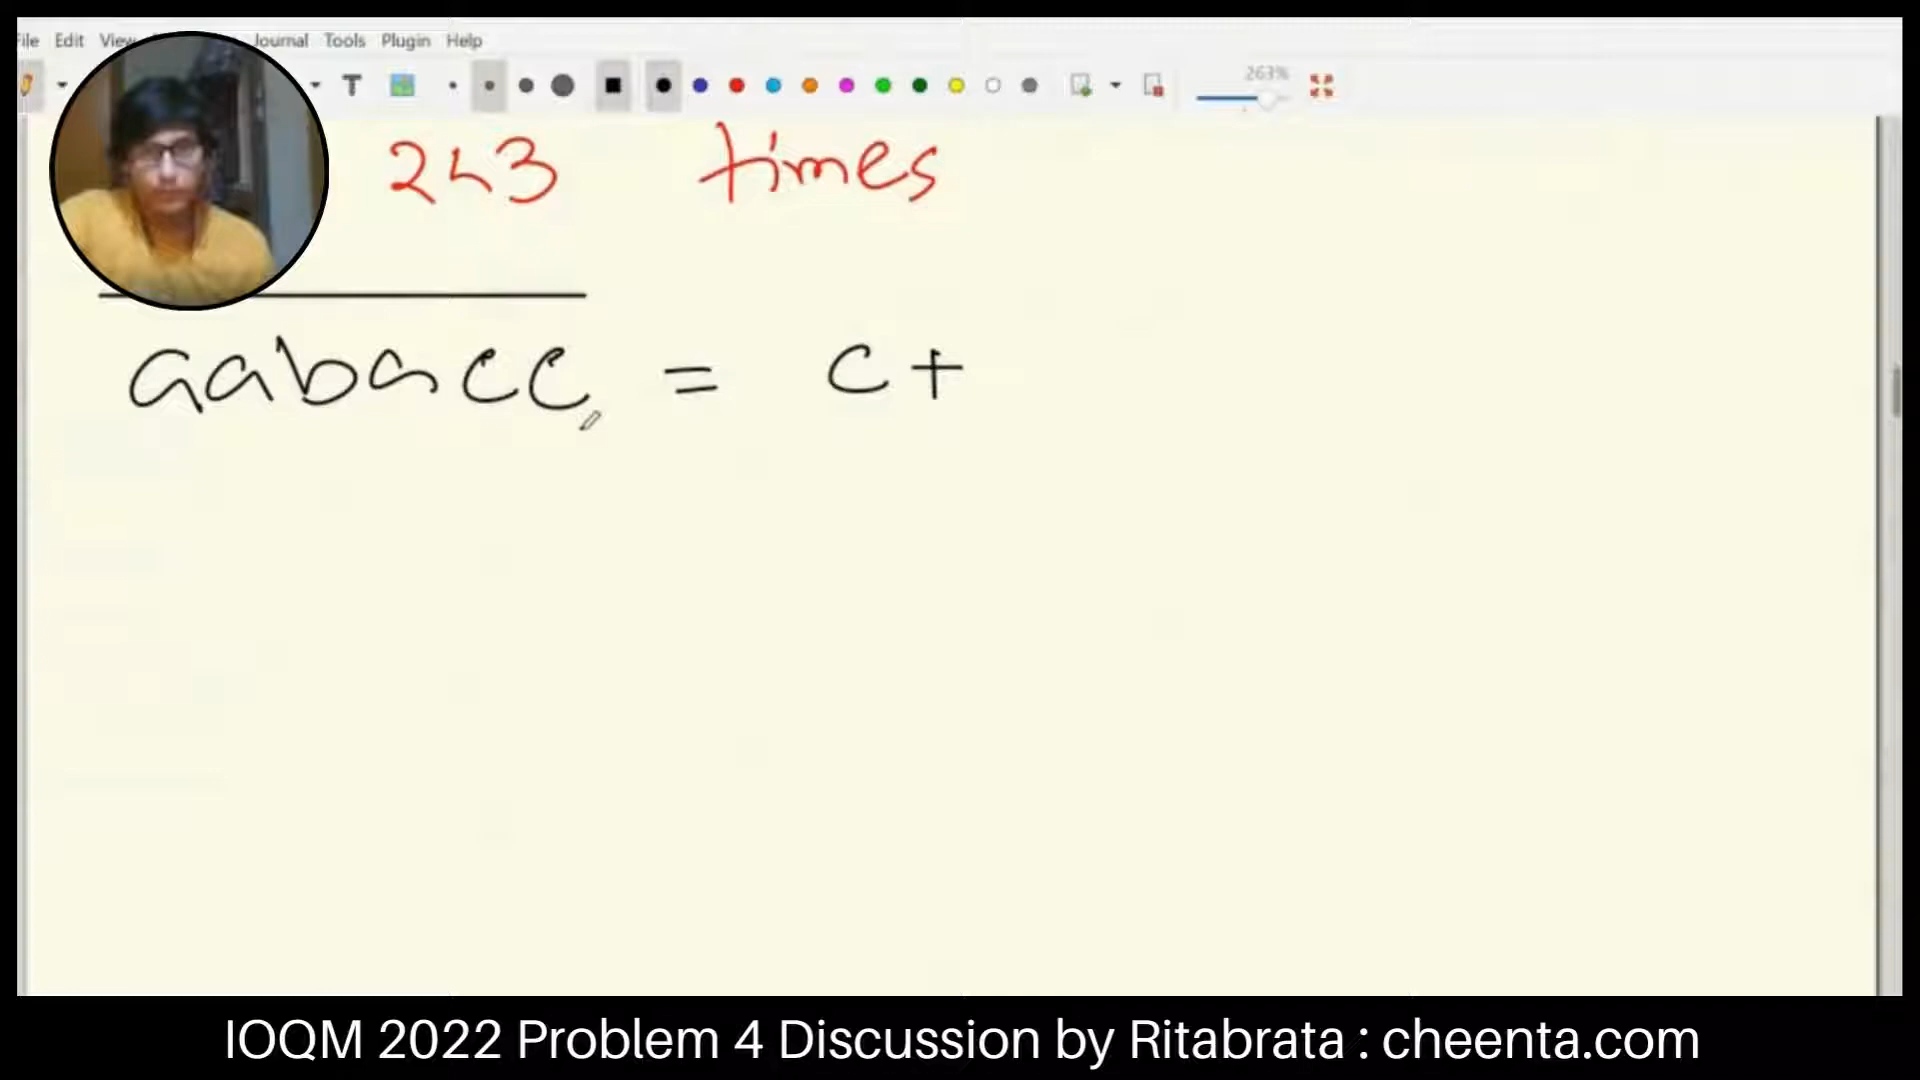 File Edit View Journal Tools Plugin Help
T
263%
243 times
aabacc = c+
IOQM 2022 Problem 4 Discussion by Ritabrata : cheenta.com